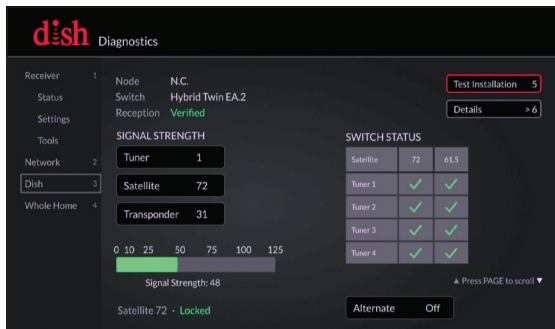 dish Diagnostics
Receiver 1
Status
Settings
Tools
Network 2
Dish 3
Whole Home 4
Node N.C.
Switch Hybrid Twin EA.2
Reception Verified
Test Installation 5
Details > 6
SIGNAL STRENGTH
Tuner 1
Satellite 72
Transponder 31
0 10 25 50 75 100 125
Signal Strength: 48
Satellite 72 · Locked
SWITCH STATUS
Satellite 72 61.5
Tuner 1 ✓ ✓
Tuner 2 ✓ ✓
Tuner 3 ✓ ✓
Tuner 4 ✓ ✓
▲ Press PAGE to scroll ▼
Alternate Off